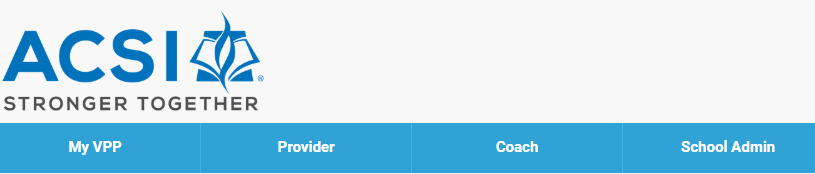 ACSI
®
STRONGER TOGETHER
My VPP Provider Coach School Admin